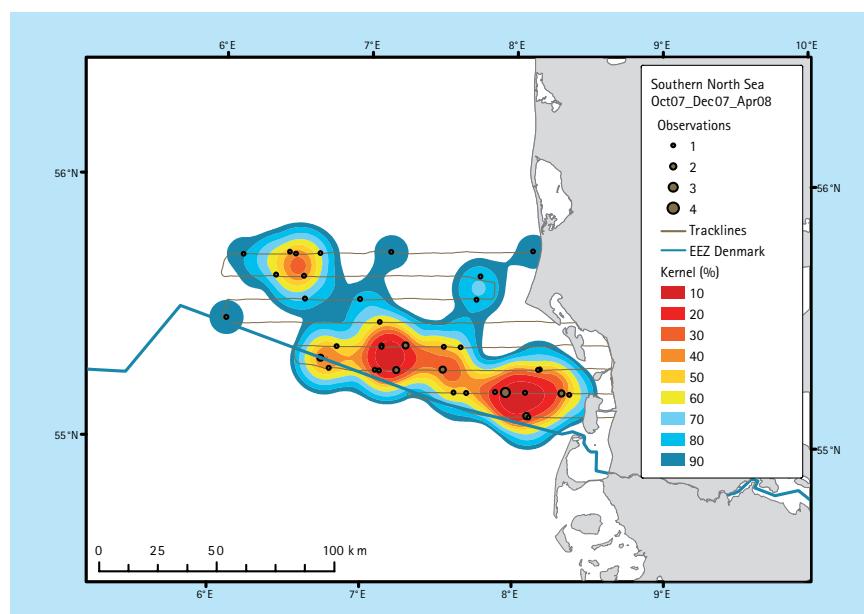 6°E 7°E 8°E 9°E 10°E
56°N
56°N
55°N
55°N
Southern North Sea
Oct07_Dec07_Apr08
Observations
1
2
3
4
Tracklines
EEZ Denmark
Kernel (%)
10
20
30
40
50
60
70
80
90
0 25 50 100 km
6°E 7°E 8°E 9°E